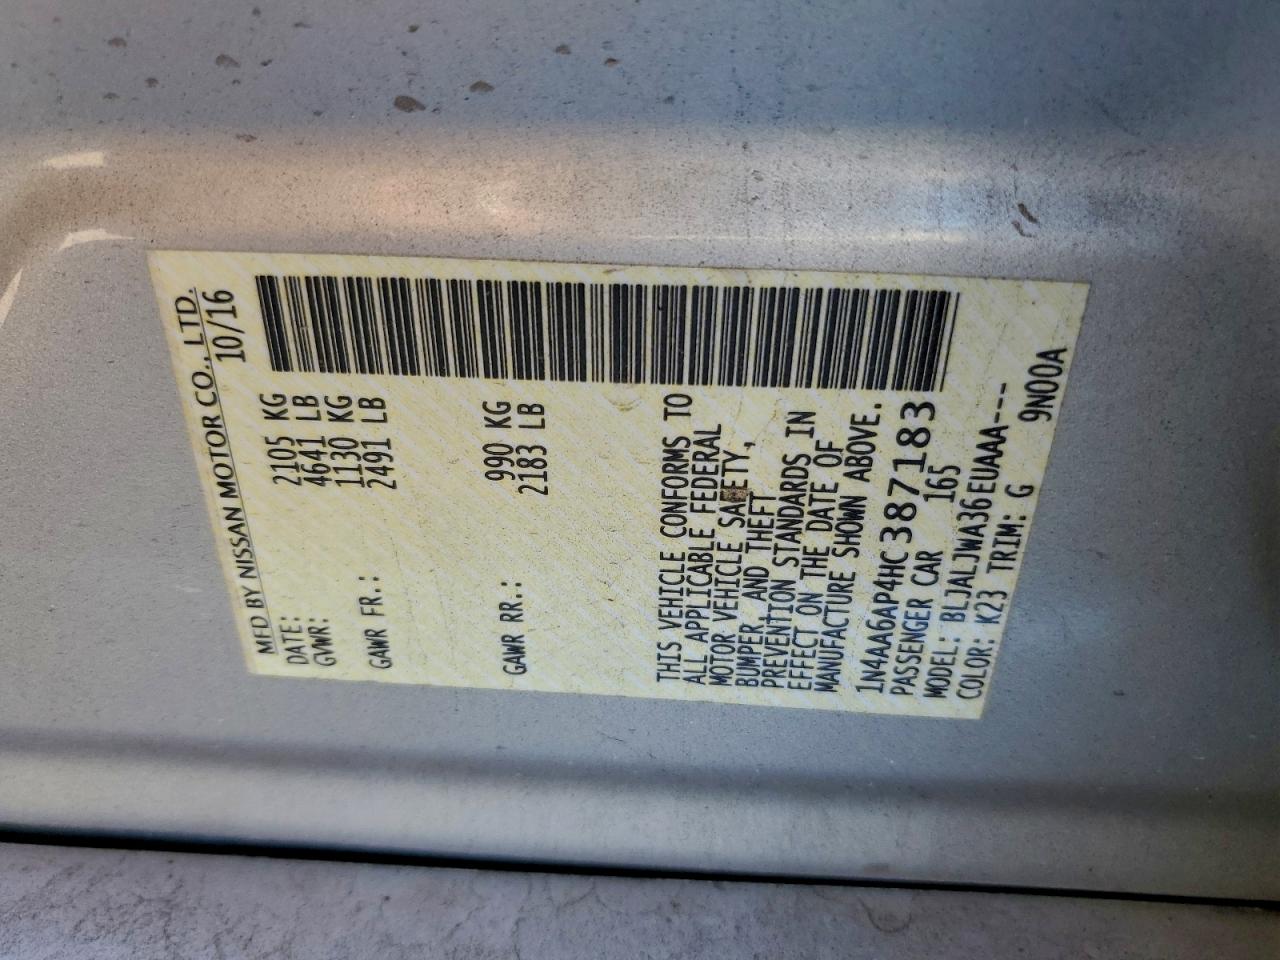 MFD BY NISSAN MOTOR CO., LTD.
DATE: 10/16
GVWR: 2105 KG
4641 LB
GAWR FR.: 1130 KG
2491 LB
GAWR RR.: 990 KG
2183 LB
THIS VEHICLE CONFORMS TO
ALL APPLICABLE FEDERAL
MOTOR VEHICLE SAFETY,
BUMPER AND THEFT
PREVENTION STANDARDS IN
EFFECT ON THE DATE OF
MANUFACTURE SHOWN ABOVE.
1N4AA6AP4HC387183
PASSENGER CAR 165
MODEL: BLJALJWA36EUAAA---
COLOR: K23 TRIM: G 9N00A